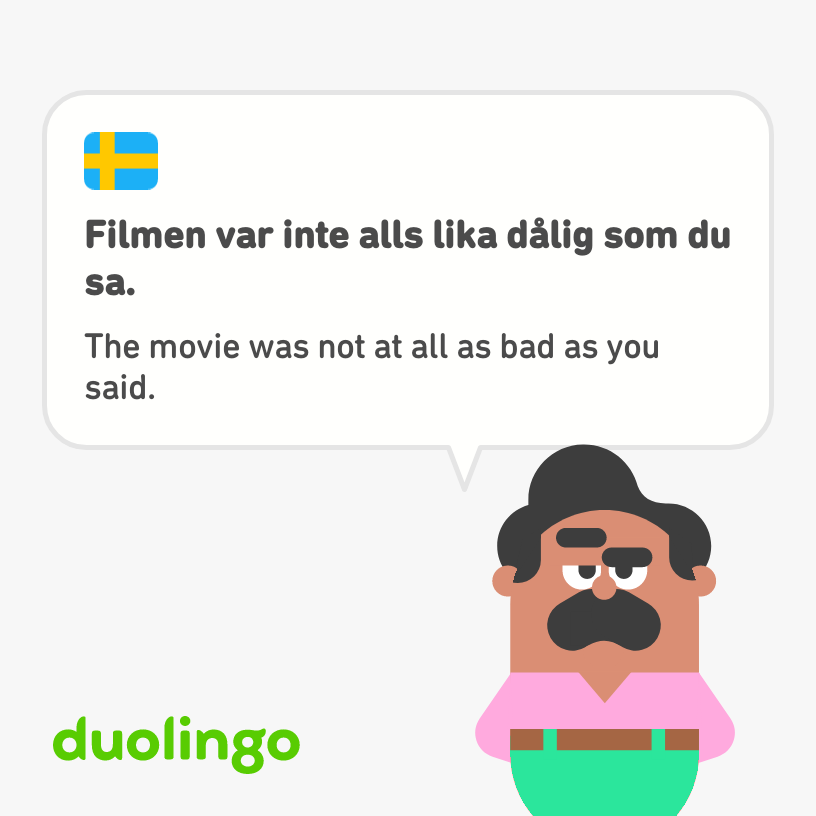 Filmen var inte alls lika dålig som du
sa.
The movie was not at all as bad as you
said.
duolingo